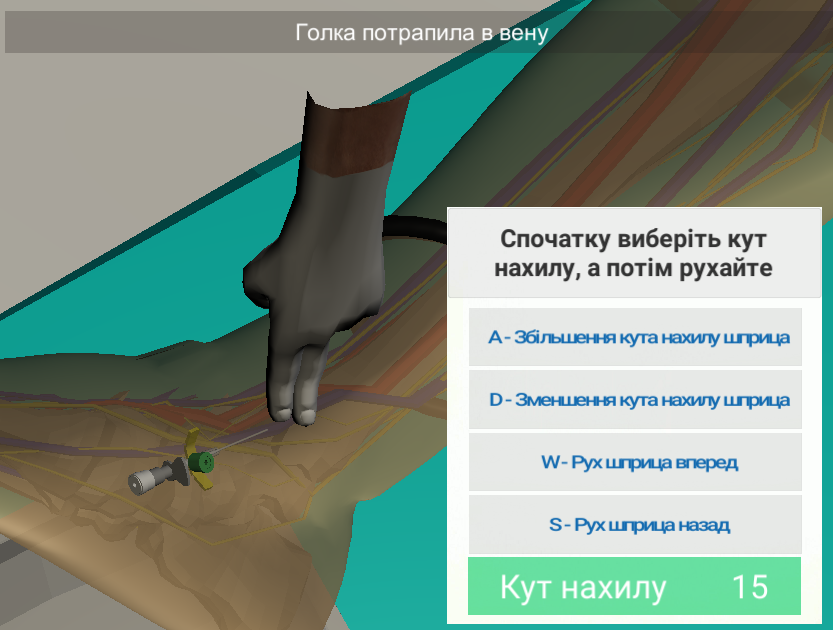 Голка потрапила в вену
Спочатку виберіть кут
нахилу, а потім рухайте
A - Збільшення кута нахилу шприца
D - Зменшення кута нахилу шприца
W - Рух шприца вперед
S - Рух шприца назад
Кут нахилу 15